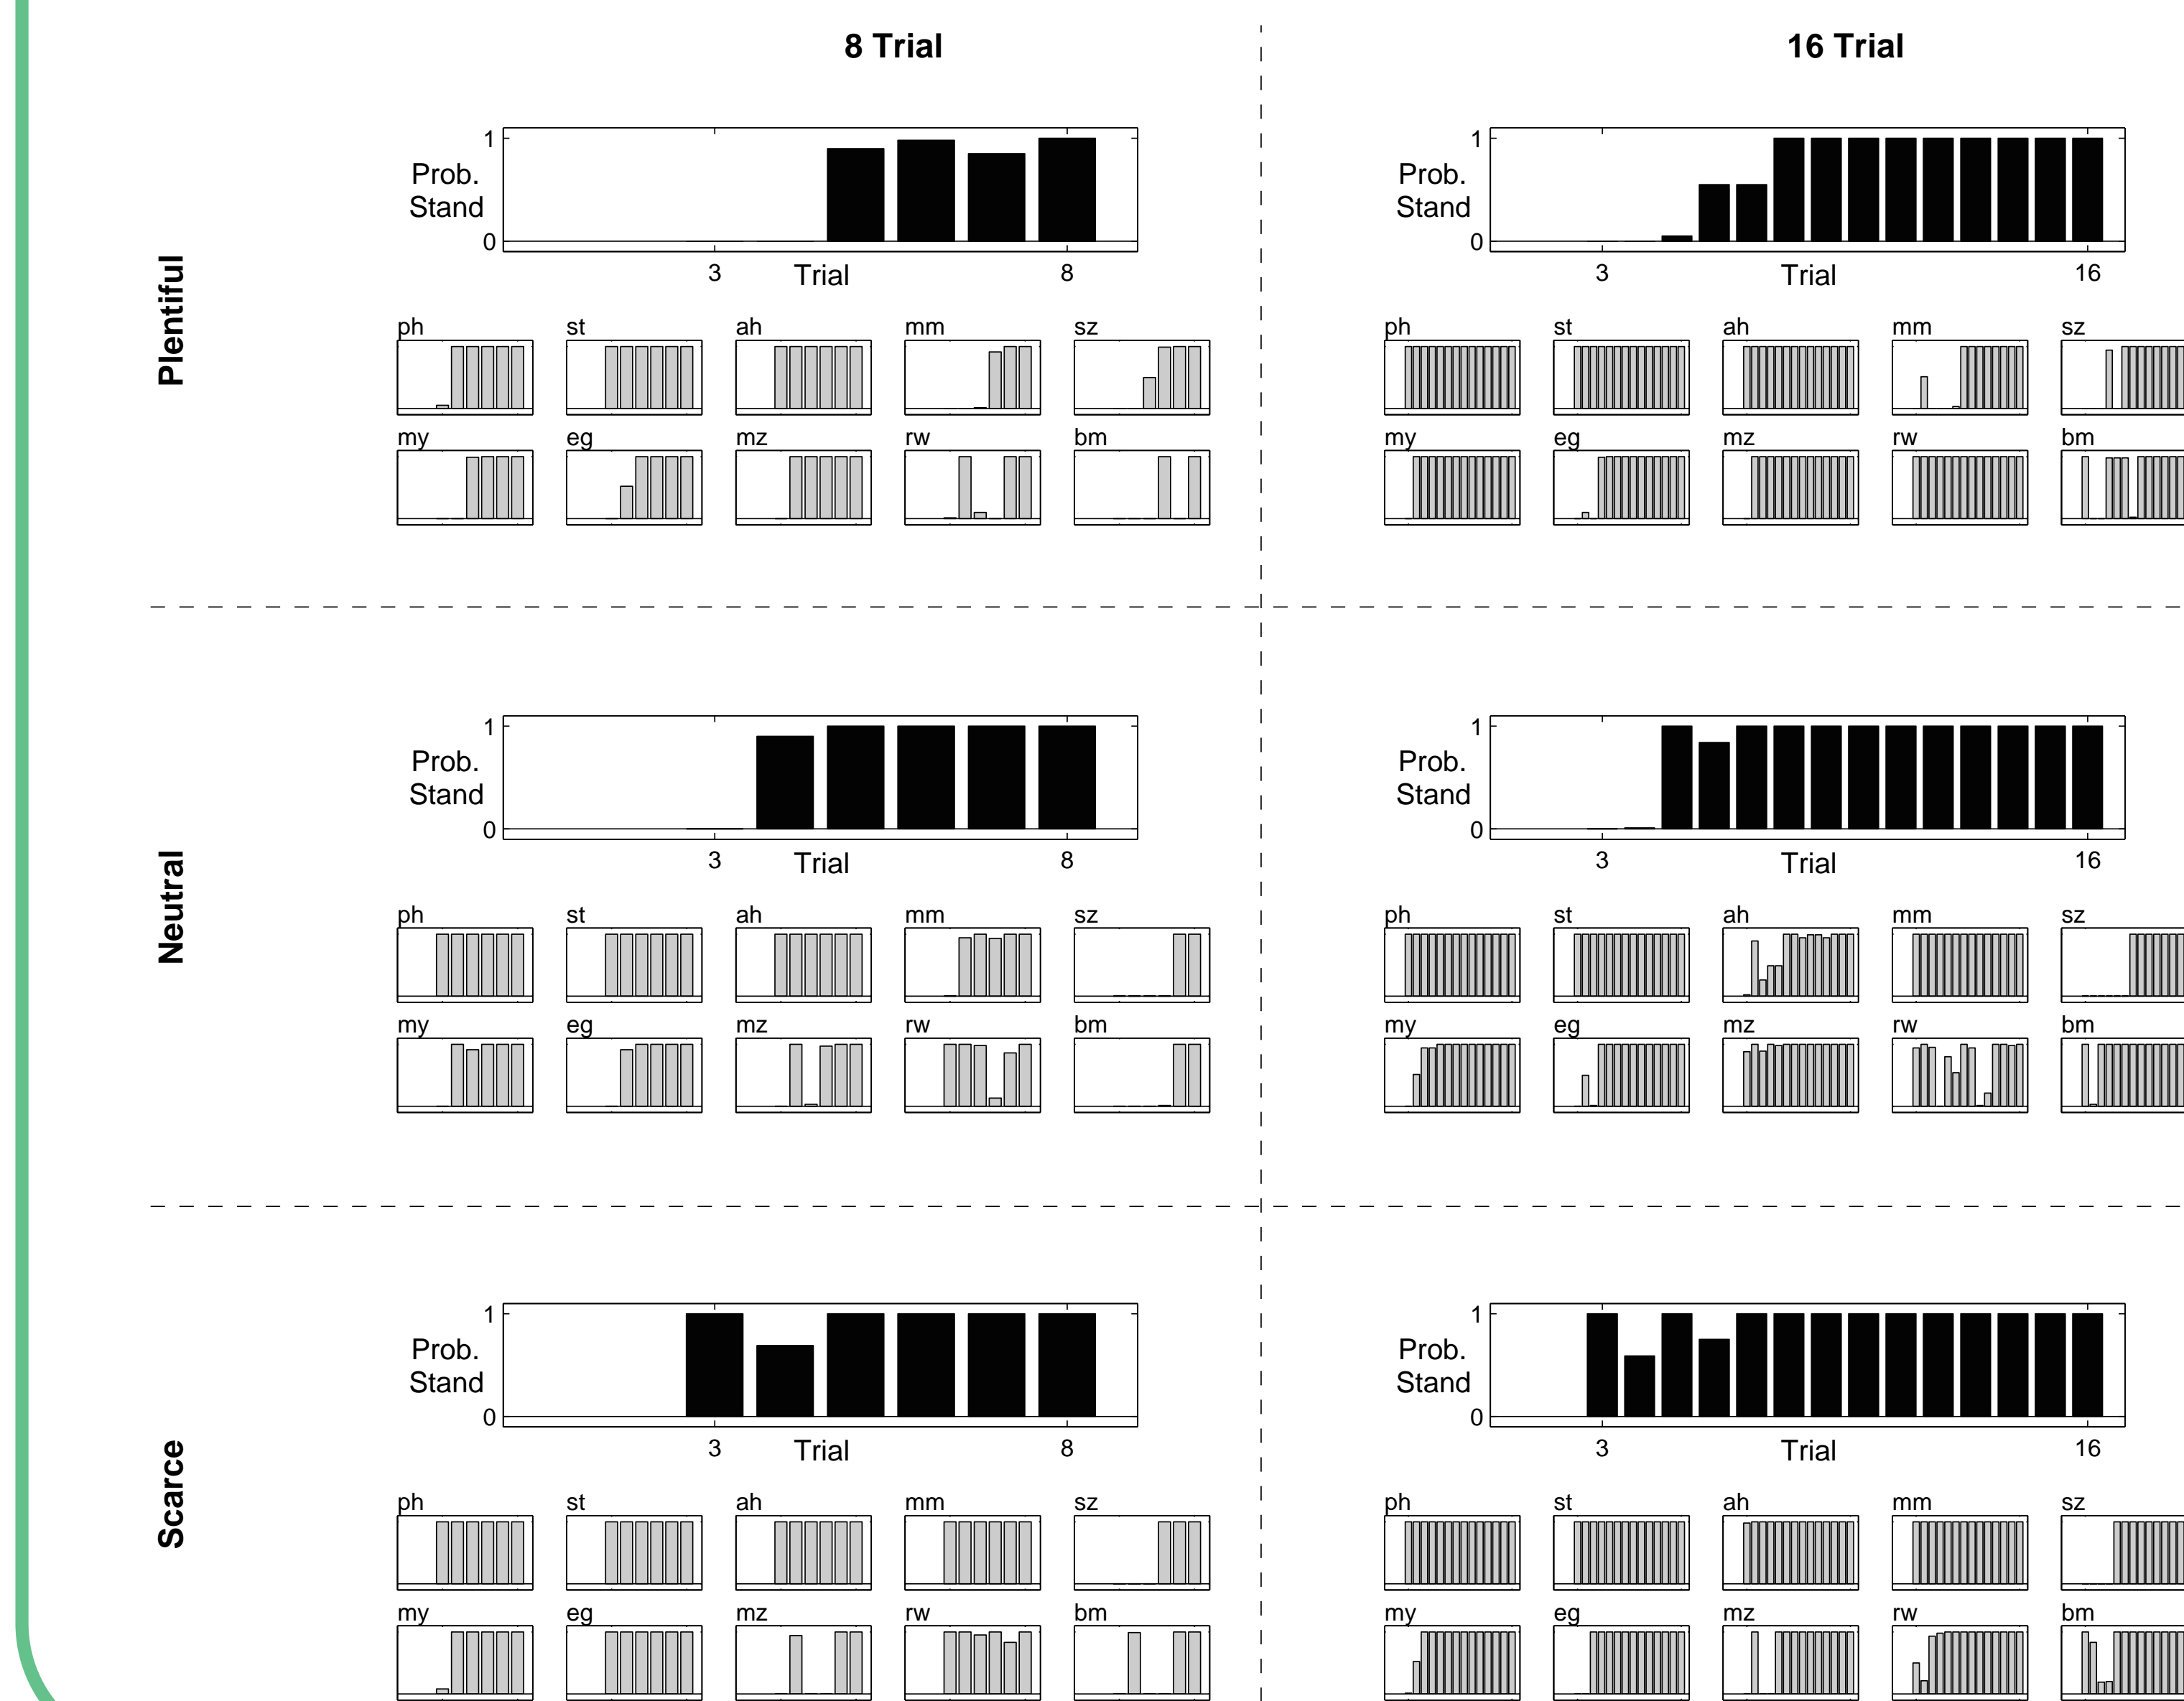 8 Trial
16 Trial
Plentiful
1
Prob.
Stand
0
3
Trial
8
1
Prob.
Stand
0
3
Trial
16
ph st ah mm sz
my eg mz rw bm
ph st ah mm sz
my eg mz rw bm
Neutral
1
Prob.
Stand
0
3
Trial
8
1
Prob.
Stand
0
3
Trial
16
ph st ah mm sz
my eg mz rw bm
ph st ah mm sz
my eg mz rw bm
Scarce
1
Prob.
Stand
0
3
Trial
8
1
Prob.
Stand
0
3
Trial
16
ph st ah mm sz
my eg mz rw bm
ph st ah mm sz
my eg mz rw bm